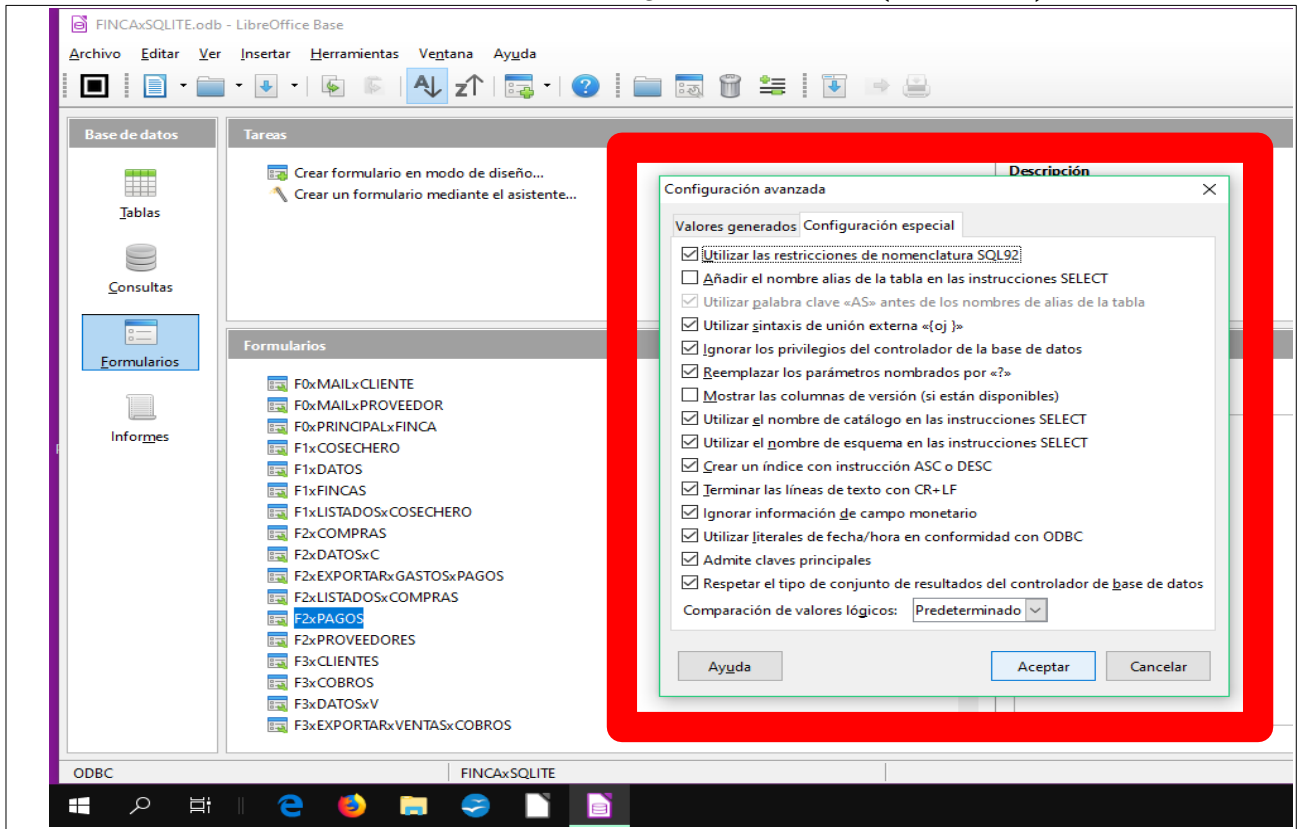 FINCAxSQLITE.odb - LibreOffice Base
Archivo Editar Ver Insertar Herramientas Ventana Ayuda
Base de datos
Tablas
Consultas
Formularios
Informes
Tareas
Crear formulario en modo de diseño...
Crear un formulario mediante el asistente...
Descripción
Formularios
F0xMAILxCLIENTE
F0xMAILxPROVEEDOR
F0xPRINCIPALxFINCA
F1xCOSECHERO
F1xDATOS
F1xFINCAS
F1xLISTADOSxCOSECHERO
F2xCOMPRAS
F2xDATOSxC
F2xEXPORTARxGASTOSxPAGOS
F2xLISTADOSxCOMPRAS
F2xPAGOS
F2xPROVEEDORES
F3xCLIENTES
F3xCOBROS
F3xDATOSxV
F3xEXPORTARxVENTASxCOBROS
Configuración avanzada
Valores generados Configuración especial
Utilizar las restricciones de nomenclatura SQL92
Añadir el nombre alias de la tabla en las instrucciones SELECT
Utilizar palabra clave «AS» antes de los nombres de alias de la tabla
Utilizar sintaxis de unión externa «{oj }»
Ignorar los privilegios del controlador de la base de datos
Reemplazar los parámetros nombrados por «?»
Mostrar las columnas de versión (si están disponibles)
Utilizar el nombre de catálogo en las instrucciones SELECT
Utilizar el nombre de esquema en las instrucciones SELECT
Crear un índice con instrucción ASC o DESC
Terminar las líneas de texto con CR+LF
Ignorar información de campo monetario
Utilizar literales de fecha/hora en conformidad con ODBC
Admite claves principales
Respetar el tipo de conjunto de resultados del controlador de base de datos
Comparación de valores lógicos: Predeterminado
Ayuda Aceptar Cancelar
ODBC FINCAxSQLITE